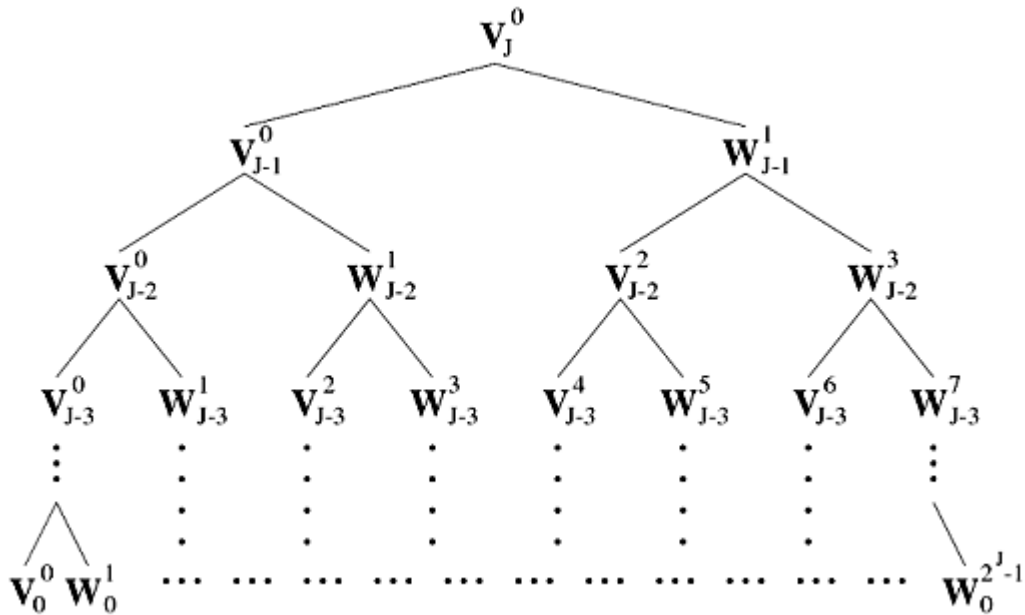 V_J^0
V_{J-1}^0 W_{J-1}^1
V_{J-2}^0 W_{J-2}^1 V_{J-2}^2 W_{J-2}^3
V_{J-3}^0 W_{J-3}^1 V_{J-3}^2 W_{J-3}^3 V_{J-3}^4 W_{J-3}^5 V_{J-3}^6 W_{J-3}^7
V_0^0 W_0^1 ... ... ... ... ... ... ... ... ... ... ... W_0^{2^J-1}